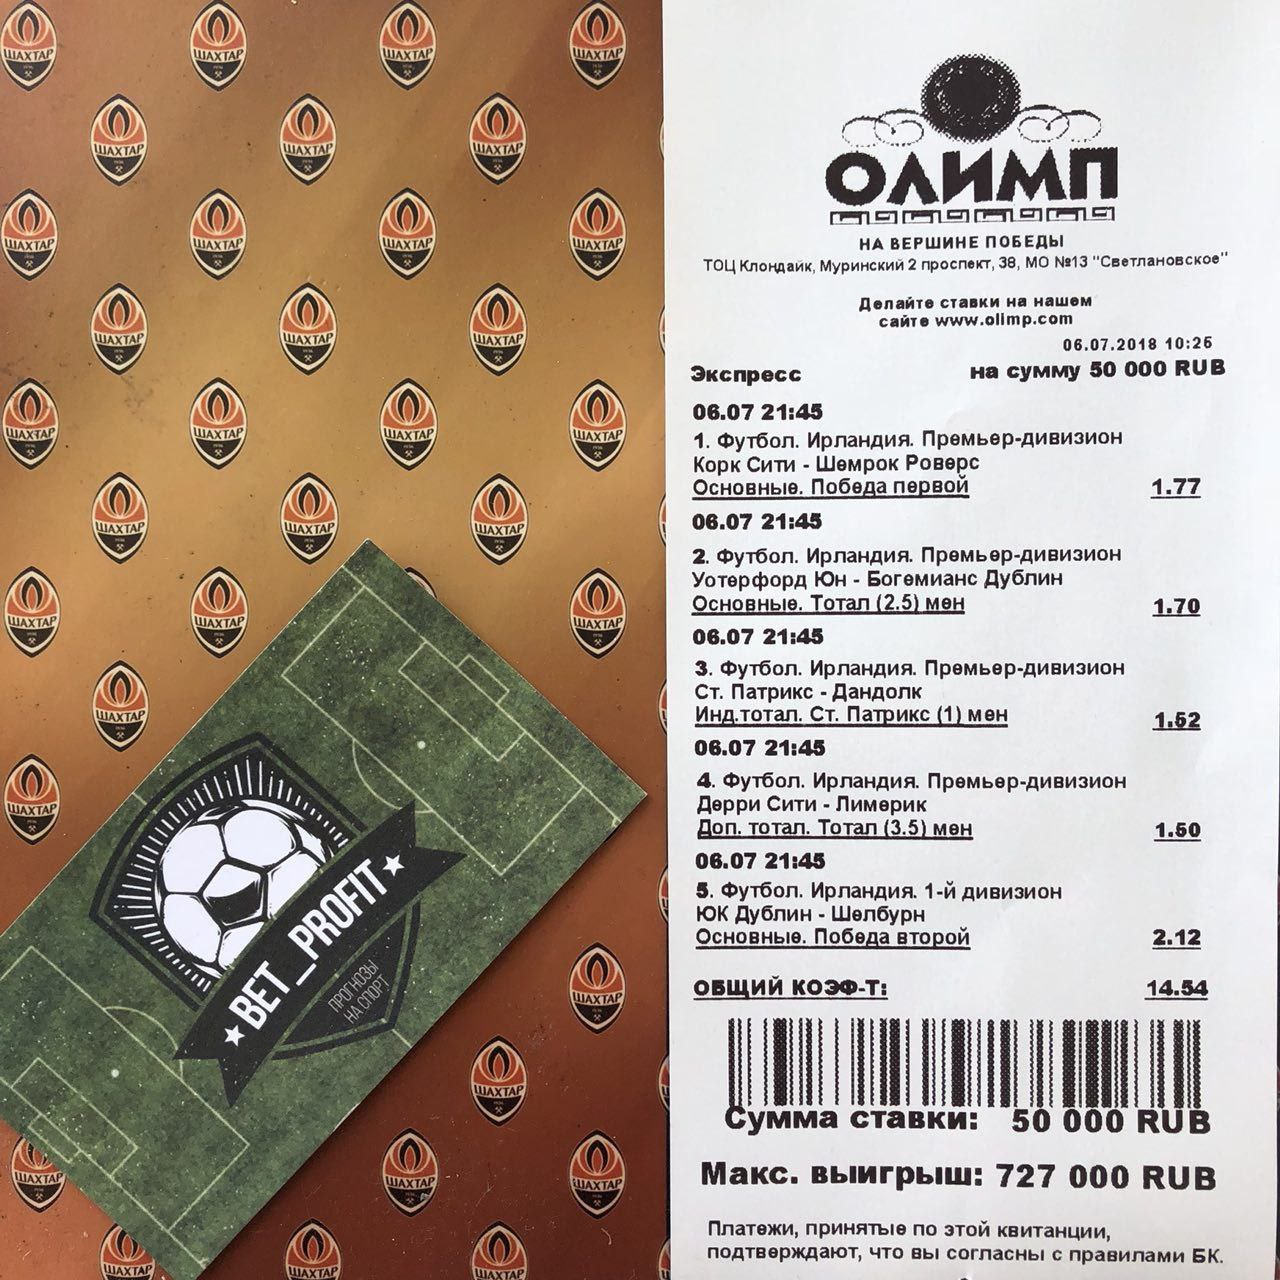 ШАХТАР
1936
BET_PROFIT
ПРОГНОЗЫ
НА СПОРТ
ОЛИМП
НА ВЕРШИНЕ ПОБЕДЫ
ТОЦ Клондайк, Муринский 2 проспект, 38, МО №13 "Светлановское"
Делайте ставки на нашем
сайте www.olimp.com
06.07.2018 10:25
Экспресс на сумму 50 000 RUB
06.07 21:45
1. Футбол. Ирландия. Премьер-дивизион
Корк Сити - Шемрок Роверс
Основные. Победа первой 1.77
06.07 21:45
2. Футбол. Ирландия. Премьер-дивизион
Уотерфорд Юн - Богемианс Дублин
Основные. Тотал (2.5) мен 1.70
06.07 21:45
3. Футбол. Ирландия. Премьер-дивизион
Ст. Патрикс - Дандолк
Инд.тотал. Ст. Патрикс (1) мен 1.52
06.07 21:45
4. Футбол. Ирландия. Премьер-дивизион
Дерри Сити - Лимерик
Доп. тотал. Тотал (3.5) мен 1.50
06.07 21:45
5. Футбол. Ирландия. 1-й дивизион
ЮК Дублин - Шелбурн
Основные. Победа второй 2.12
ОБЩИЙ КОЭФ-Т: 14.54
Сумма ставки: 50 000 RUB
Макс. выигрыш: 727 000 RUB
Платежи, принятые по этой квитанции,
подтверждают, что вы согласны с правилами БК.